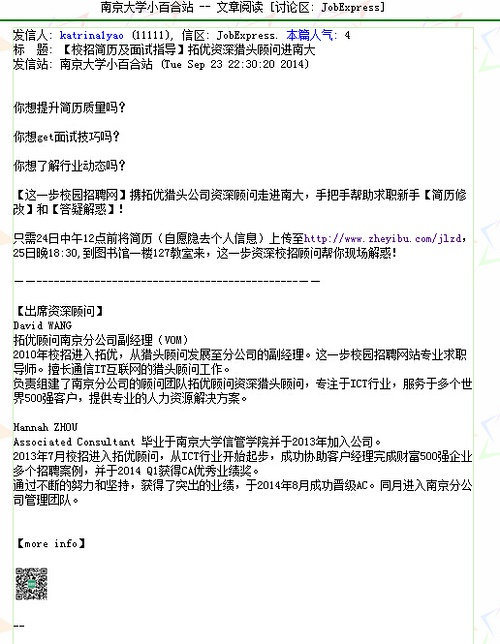 南京大学小百合站 -- 文章阅读 [讨论区: JobExpress]
发信人: katrinalyao (11111), 信区: JobExpress. 本篇人气: 4
标  题: 【校招简历及面试指导】拓优资深猎头顾问进南大
发信站: 南京大学小百合站 (Tue Sep 23 22:30:20 2014)
你想提升简历质量吗?
你想get面试技巧吗?
你想了解行业动态吗?
【这一步校园招聘网】携拓优猎头公司资深顾问走进南大，手把手帮助求职新手【简历修
改】和【答疑解惑】!
只需24日中午12点前将简历（自愿隐去个人信息）上传至http://www.zheyibu.com/jlzd，
25日晚18:30,到图书馆一楼127教室来，这一步资深校招顾问帮你现场解惑!
——-----------------------------------------------——
【出席资深顾问】
David WANG
拓优顾问南京分公司副经理（VOM）
2010年校招进入拓优，从猎头顾问发展至分公司的副经理。这一步校园招聘网站专业求职
导师。擅长通信IT互联网的猎头顾问工作。
负责组建了南京分公司的顾问团队拓优顾问资深猎头顾问，专注于ICT行业，服务于多个世
界500强客户，提供专业的人力资源解决方案。
Hannah ZHOU
Associated Consultant 毕业于南京大学信管学院并于2013年加入公司。
2013年7月校招进入拓优顾问，从ICT行业开始起步，成功协助客户经理完成财富500强企业
多个招聘案例，并于2014 Q1获得CA优秀业绩奖。
通过不断的努力和坚持，获得了突出的业绩，于2014年8月成功晋级AC。同月进入南京分公
司管理团队。
【more info】
--